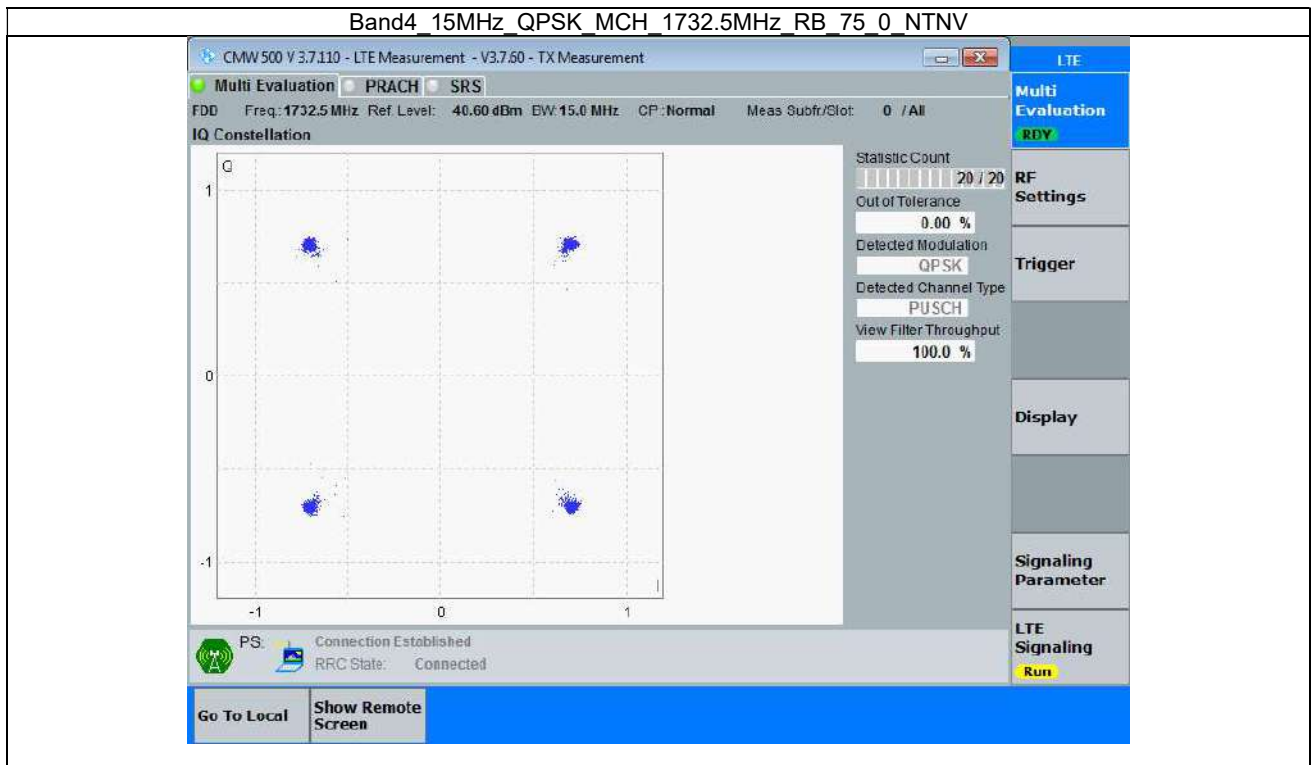 Band4_15MHz_QPSK_MCH_1732.5MHz_RB_75_0_NTNV
CMW 500 V 3.7.110 - LTE Measurement - V3.7.60 - TX Measurement
LTE
Multi Evaluation PRACH SRS
FDD Freq.: 1732.5 MHz Ref. Level: 40.60 dBm BW: 15.0 MHz CP: Normal Meas Subfr/Slot: 0 / All
IQ Constellation
Multi
Evaluation
RDY
Q
1
0
-1
-1 0 1
I
Statistic Count
20 / 20
Out of Tolerance
0.00 %
Detected Modulation
QPSK
Detected Channel Type
PUSCH
View Filter Throughput
100.0 %
RF
Settings
Trigger
Display
Signaling
Parameter
LTE
Signaling
Run
PS: Connection Established
RRC State: Connected
Go To Local
Show Remote
Screen